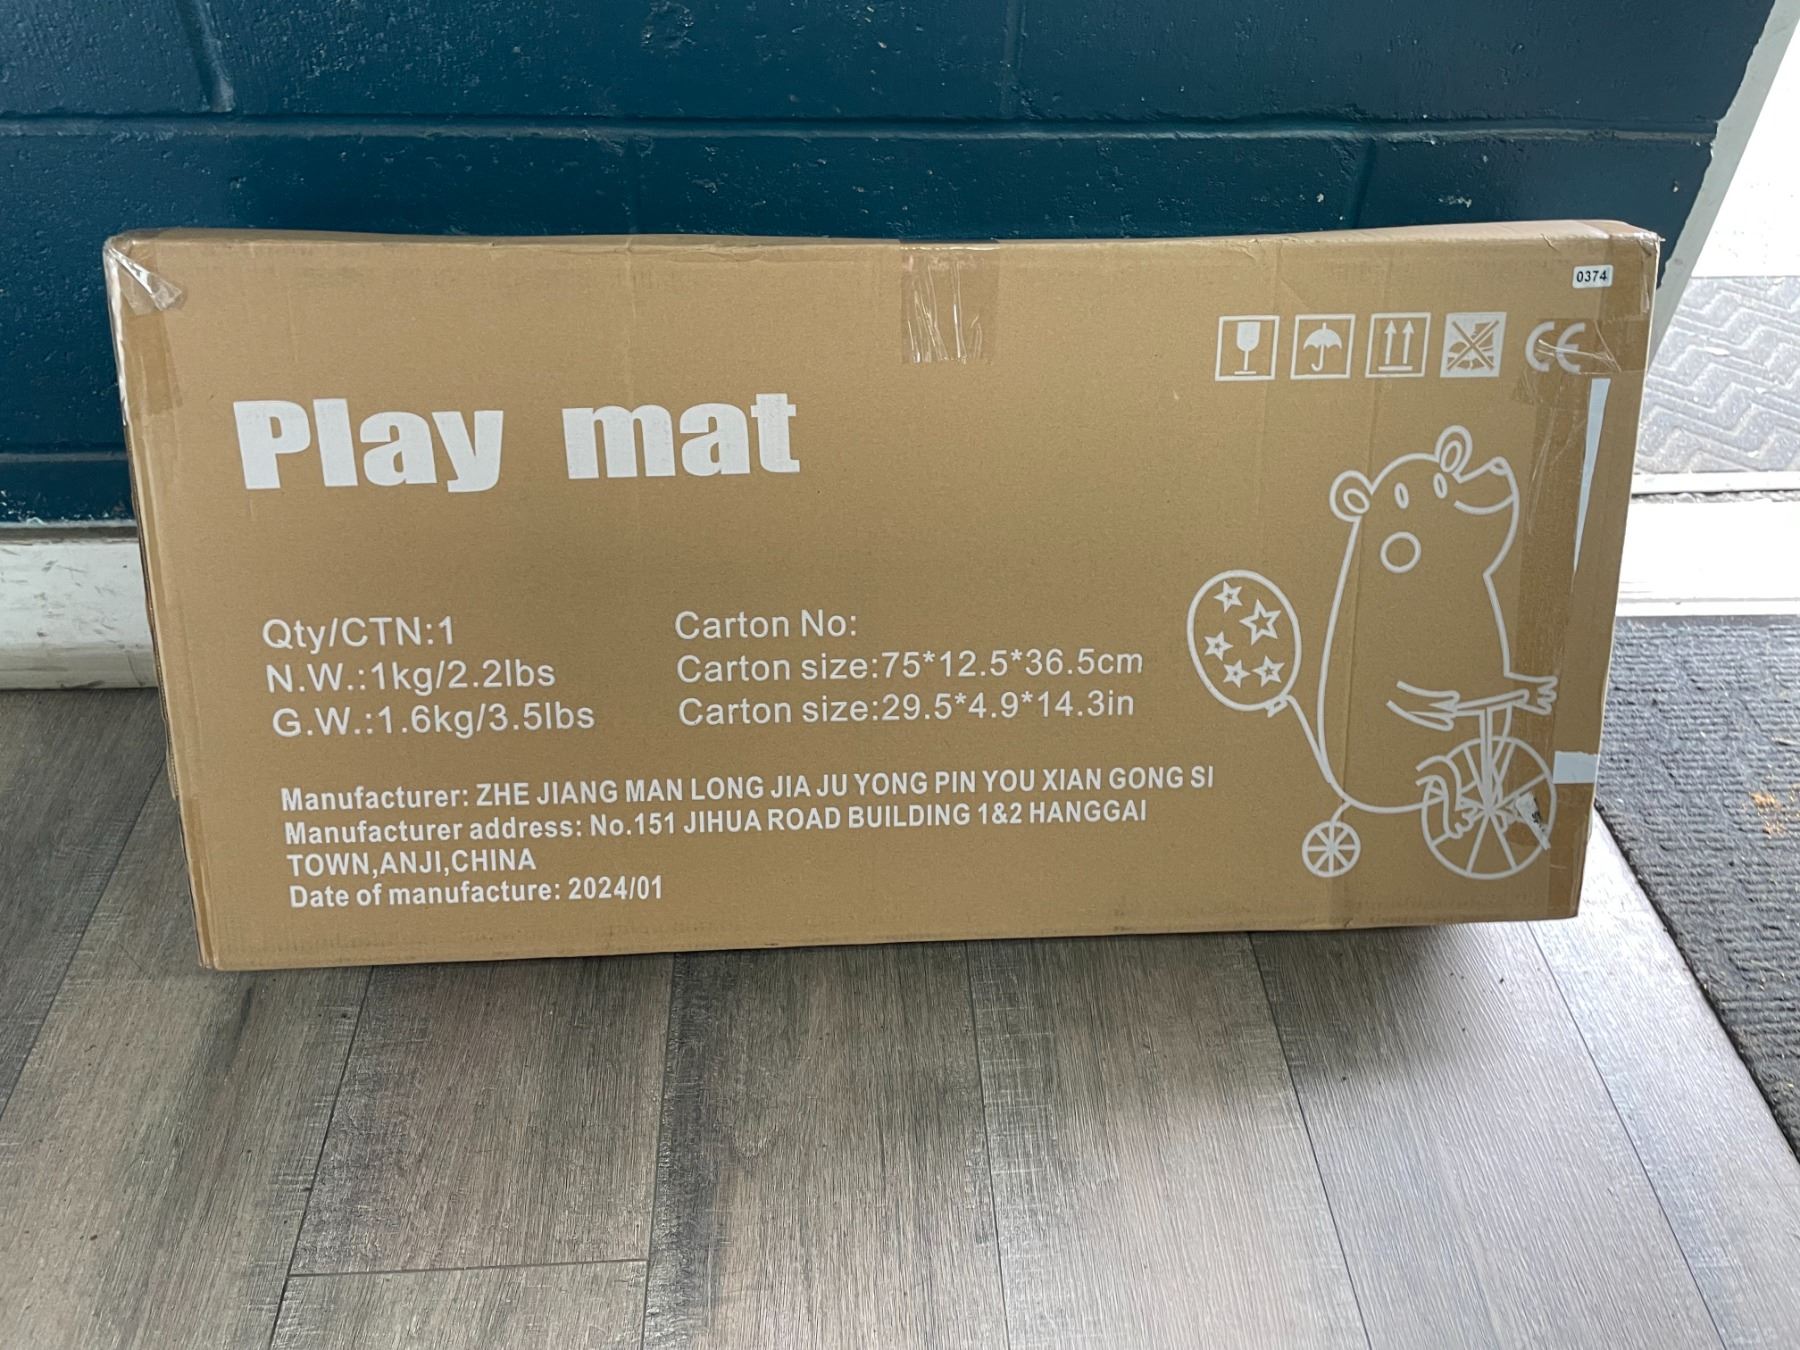 0374
CE
Play mat
Qty/CTN:1
N.W.:1kg/2.2lbs
G.W.:1.6kg/3.5lbs
Carton No:
Carton size:75*12.5*36.5cm
Carton size:29.5*4.9*14.3in
Manufacturer: ZHE JIANG MAN LONG JIA JU YONG PIN YOU XIAN GONG SI
Manufacturer address: No.151 JIHUA ROAD BUILDING 1&2 HANGGAI
TOWN,ANJI,CHINA
Date of manufacture: 2024/01